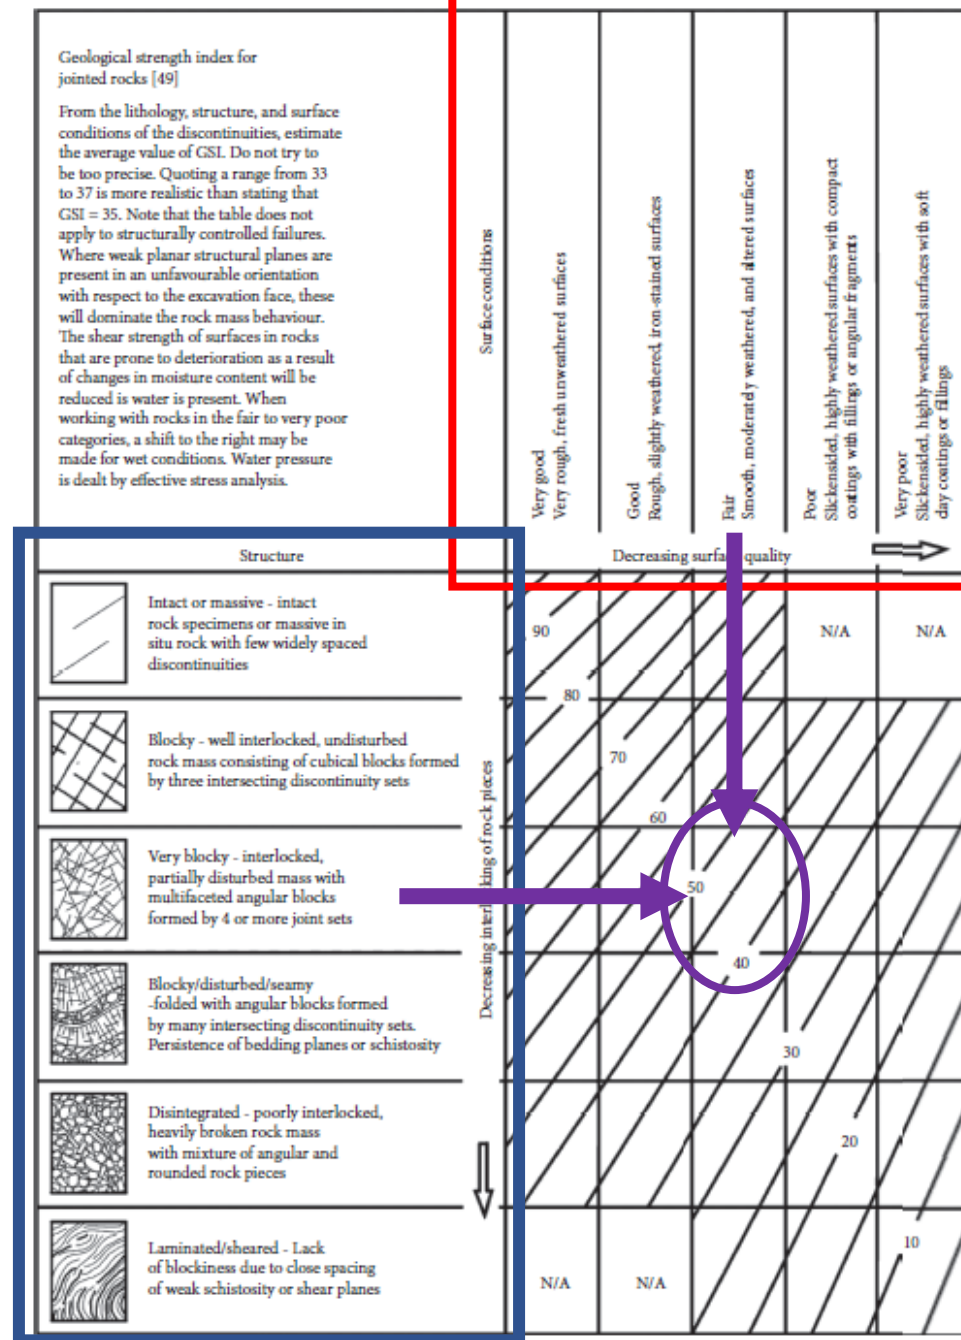 Geological strength index for
jointed rocks [49]
From the lithology, structure, and surface
conditions of the discontinuities, estimate
the average value of GSI. Do not try to
be too precise. Quoting a range from 33
to 37 is more realistic than stating that
GSI = 35. Note that the table does not
apply to structurally controlled failures.
Where weak planar structural planes are
present in an unfavourable orientation
with respect to the excavation face, these
will dominate the rock mass behaviour.
The shear strength of surfaces in rocks
that are prone to deterioration as a result
of changes in moisture content will be
reduced is water is present. When
working with rocks in the fair to very poor
categories, a shift to the right may be
made for wet conditions. Water pressure
is dealt by effective stress analysis.
Surface conditions
Very good
Very rough, fresh unweathered surfaces
Good
Rough, slightly weathered, iron-stained surfaces
Fair
Smooth, moderately weathered, and altered surfaces
Poor
Slickensided, highly weathered surfaces with compact
coatings with fillings or angular fragments
Very poor
Slickensided, highly weathered surfaces with soft
day coatings or fillings
Structure
Decreasing surface quality
Intact or massive - intact
rock specimens or massive in
situ rock with few widely spaced
discontinuities
90
N/A
N/A
80
Blocky - well interlocked, undisturbed
rock mass consisting of cubical blocks formed
by three intersecting discontinuity sets
70
60
Decreasing interlocking of rock pieces
Very blocky - interlocked,
partially disturbed mass with
multifaceted angular blocks
formed by 4 or more joint sets
50
40
Blocky/disturbed/seamy
-folded with angular blocks formed
by many intersecting discontinuity sets.
Persistence of bedding planes or schistosity
30
Disintegrated - poorly interlocked,
heavily broken rock mass
with mixture of angular and
rounded rock pieces
20
Laminated/sheared - Lack
of blockiness due to close spacing
of weak schistosity or shear planes
N/A
N/A
10